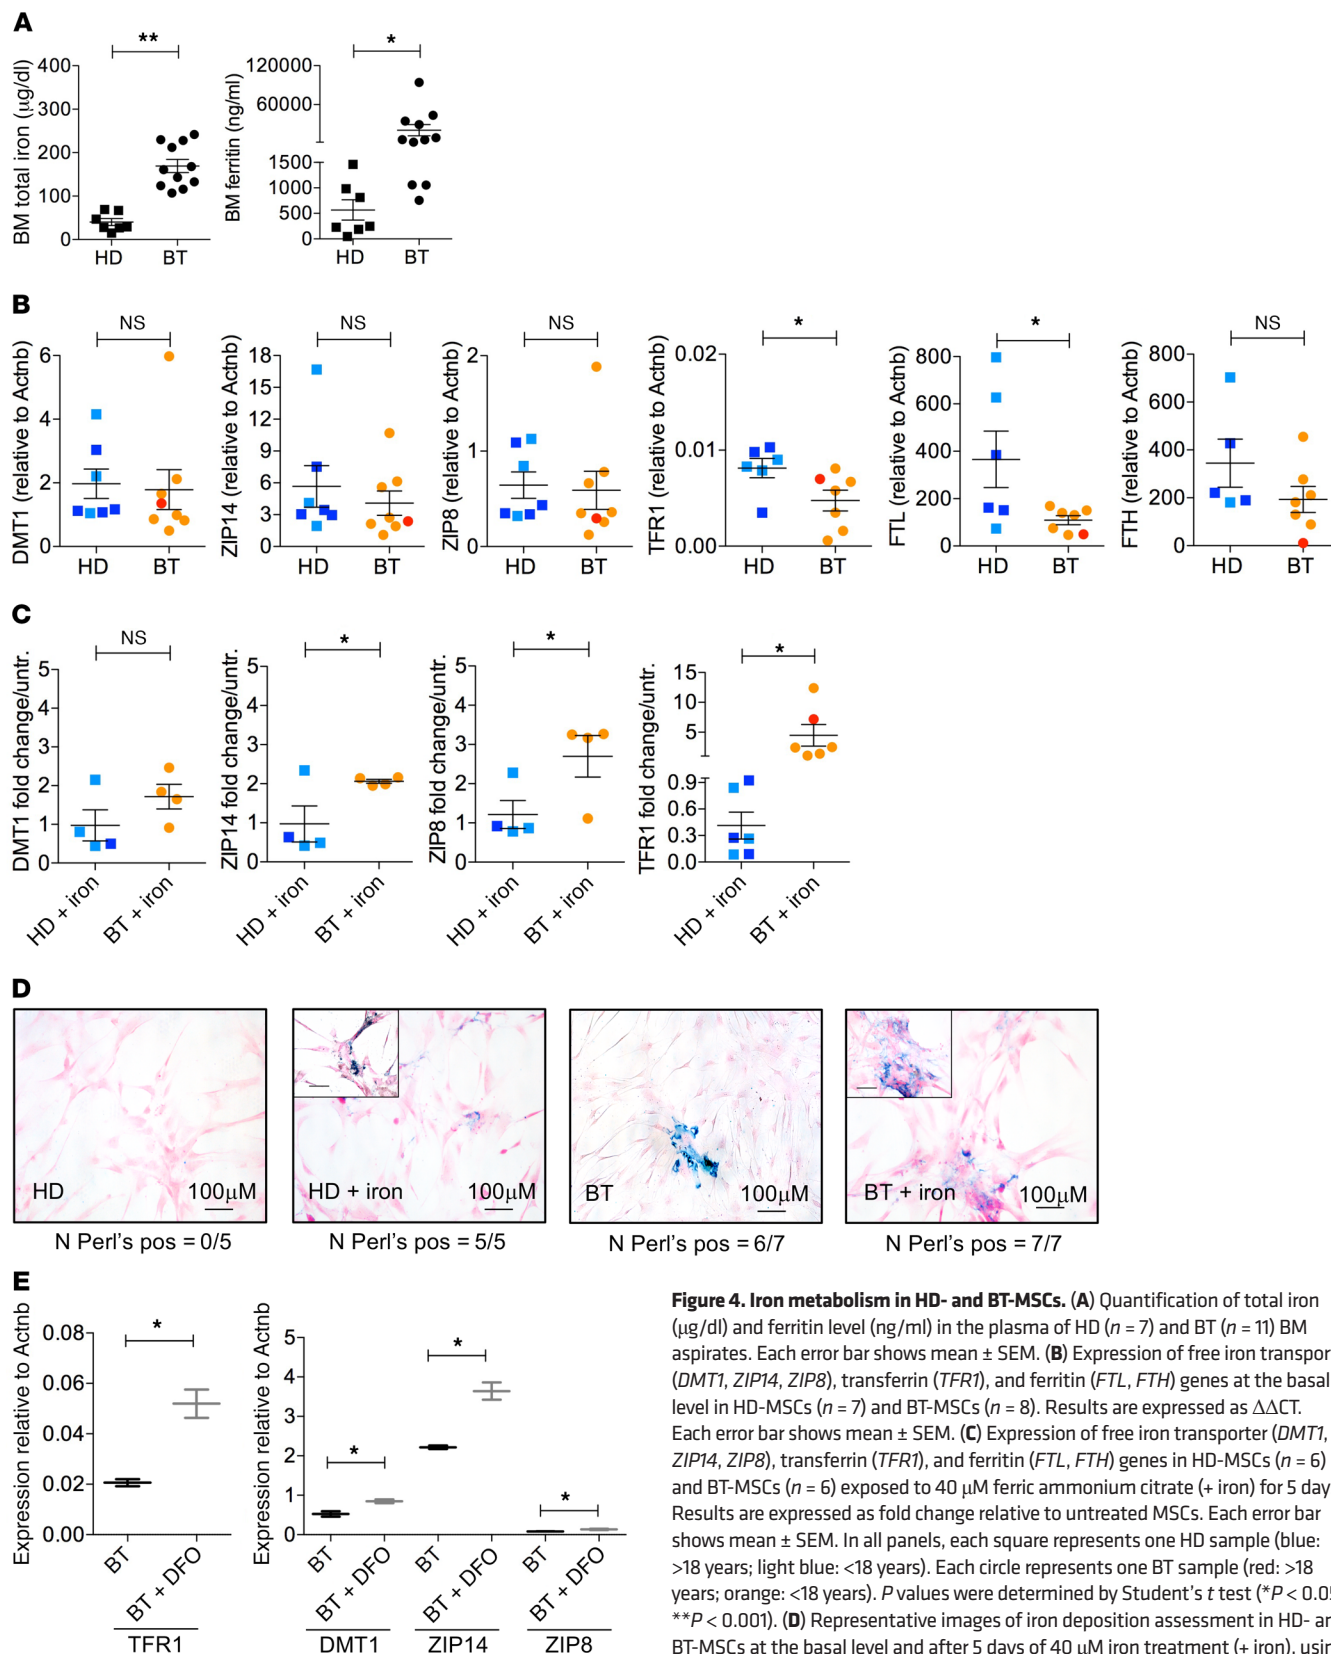 A
**
*
BM total iron (µg/dl)
400
300
200
100
0
HD
BT
BM ferritin (ng/ml)
120000
60000
1500
1000
500
0
HD
BT
B
NS
NS
NS
*
*
NS
DMT1 (relative to Actnb)
6
4
2
0
HD
BT
ZIP14 (relative to Actnb)
18
15
12
9
6
3
0
HD
BT
ZIP8 (relative to Actnb)
2
1
0
HD
BT
TFR1 (relative to Actnb)
0.02
0.01
0.00
HD
BT
FTL (relative to Actnb)
800
600
400
200
0
HD
BT
FTH (relative to Actnb)
800
600
400
200
0
HD
BT
C
NS
*
*
*
DMT1 fold change/untr.
5
4
3
2
1
0
HD + iron
BT + iron
ZIP14 fold change/untr.
5
4
3
2
1
0
HD + iron
BT + iron
ZIP8 fold change/untr.
5
4
3
2
1
0
HD + iron
BT + iron
TFR1 fold change/untr.
15
10
5
0.9
0.6
0.3
0.0
HD + iron
BT + iron
D
HD 100µM
HD + iron 100µM
BT 100µM
BT + iron 100µM
N Perl's pos = 0/5
N Perl's pos = 5/5
N Perl's pos = 6/7
N Perl's pos = 7/7
E
*
Expression relative to Actnb
0.08
0.06
0.04
0.02
0.00
BT
BT + DFO
TFR1
Expression relative to Actnb
5
4
3
2
1
0
*
*
*
BT
BT + DFO
BT
BT + DFO
BT
BT + DFO
DMT1
ZIP14
ZIP8
Figure 4. Iron metabolism in HD- and BT-MSCs. (A) Quantification of total iron
(µg/dl) and ferritin level (ng/ml) in the plasma of HD (n = 7) and BT (n = 11) BM
aspirates. Each error bar shows mean ± SEM. (B) Expression of free iron transpor
(DMT1, ZIP14, ZIP8), transferrin (TFR1), and ferritin (FTL, FTH) genes at the basal
level in HD-MSCs (n = 7) and BT-MSCs (n = 8). Results are expressed as ΔΔCT.
Each error bar shows mean ± SEM. (C) Expression of free iron transporter (DMT1,
ZIP14, ZIP8), transferrin (TFR1), and ferritin (FTL, FTH) genes in HD-MSCs (n = 6)
and BT-MSCs (n = 6) exposed to 40 µM ferric ammonium citrate (+ iron) for 5 day
Results are expressed as fold change relative to untreated MSCs. Each error bar
shows mean ± SEM. In all panels, each square represents one HD sample (blue:
>18 years; light blue: <18 years). Each circle represents one BT sample (red: >18
years; orange: <18 years). P values were determined by Student's t test (*P < 0.0
**P < 0.001). (D) Representative images of iron deposition assessment in HD- a
BT-MSCs at the basal level and after 5 days of 40 µM iron treatment (+ iron), usin